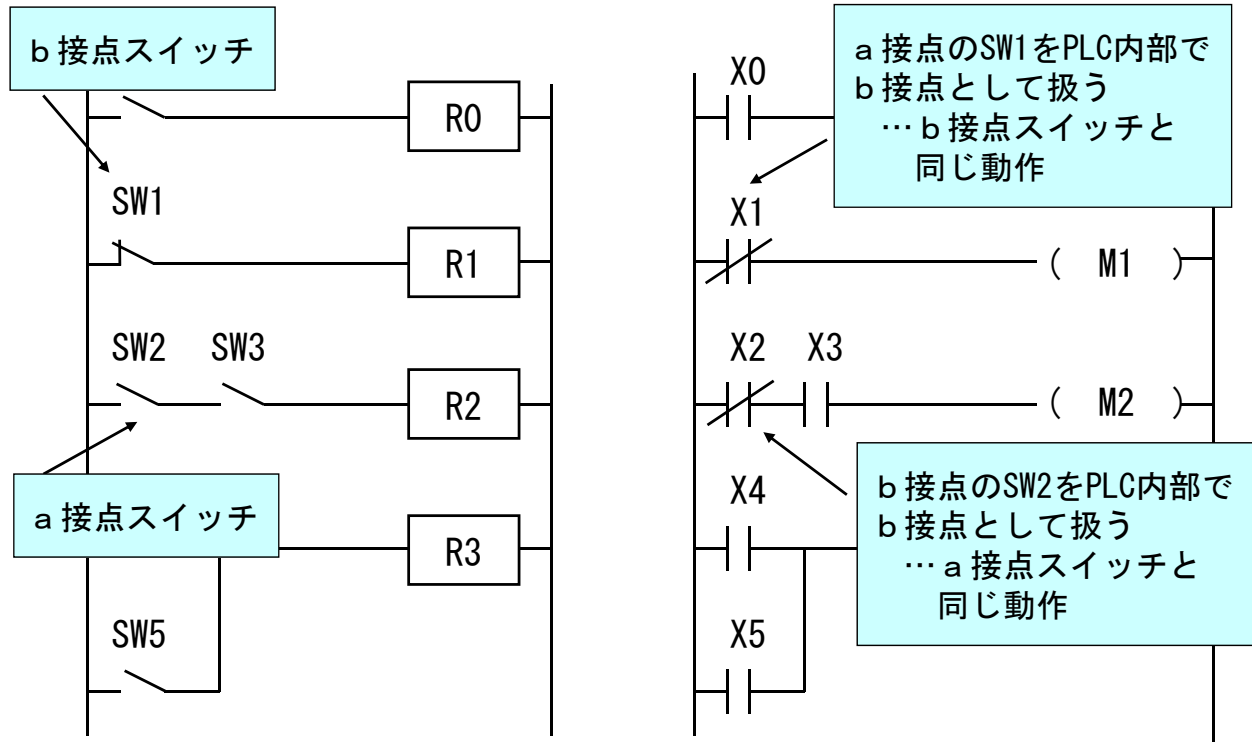 b接点スイッチ
R0
SW1
R1
SW2 SW3
R2
a接点スイッチ
R3
SW5
X0
a接点のSW1をPLC内部で
b接点として扱う
…b接点スイッチと
同じ動作
X1
( M1 )
X2 X3
( M2 )
X4
b接点のSW2をPLC内部で
b接点として扱う
…a接点スイッチと
同じ動作
X5